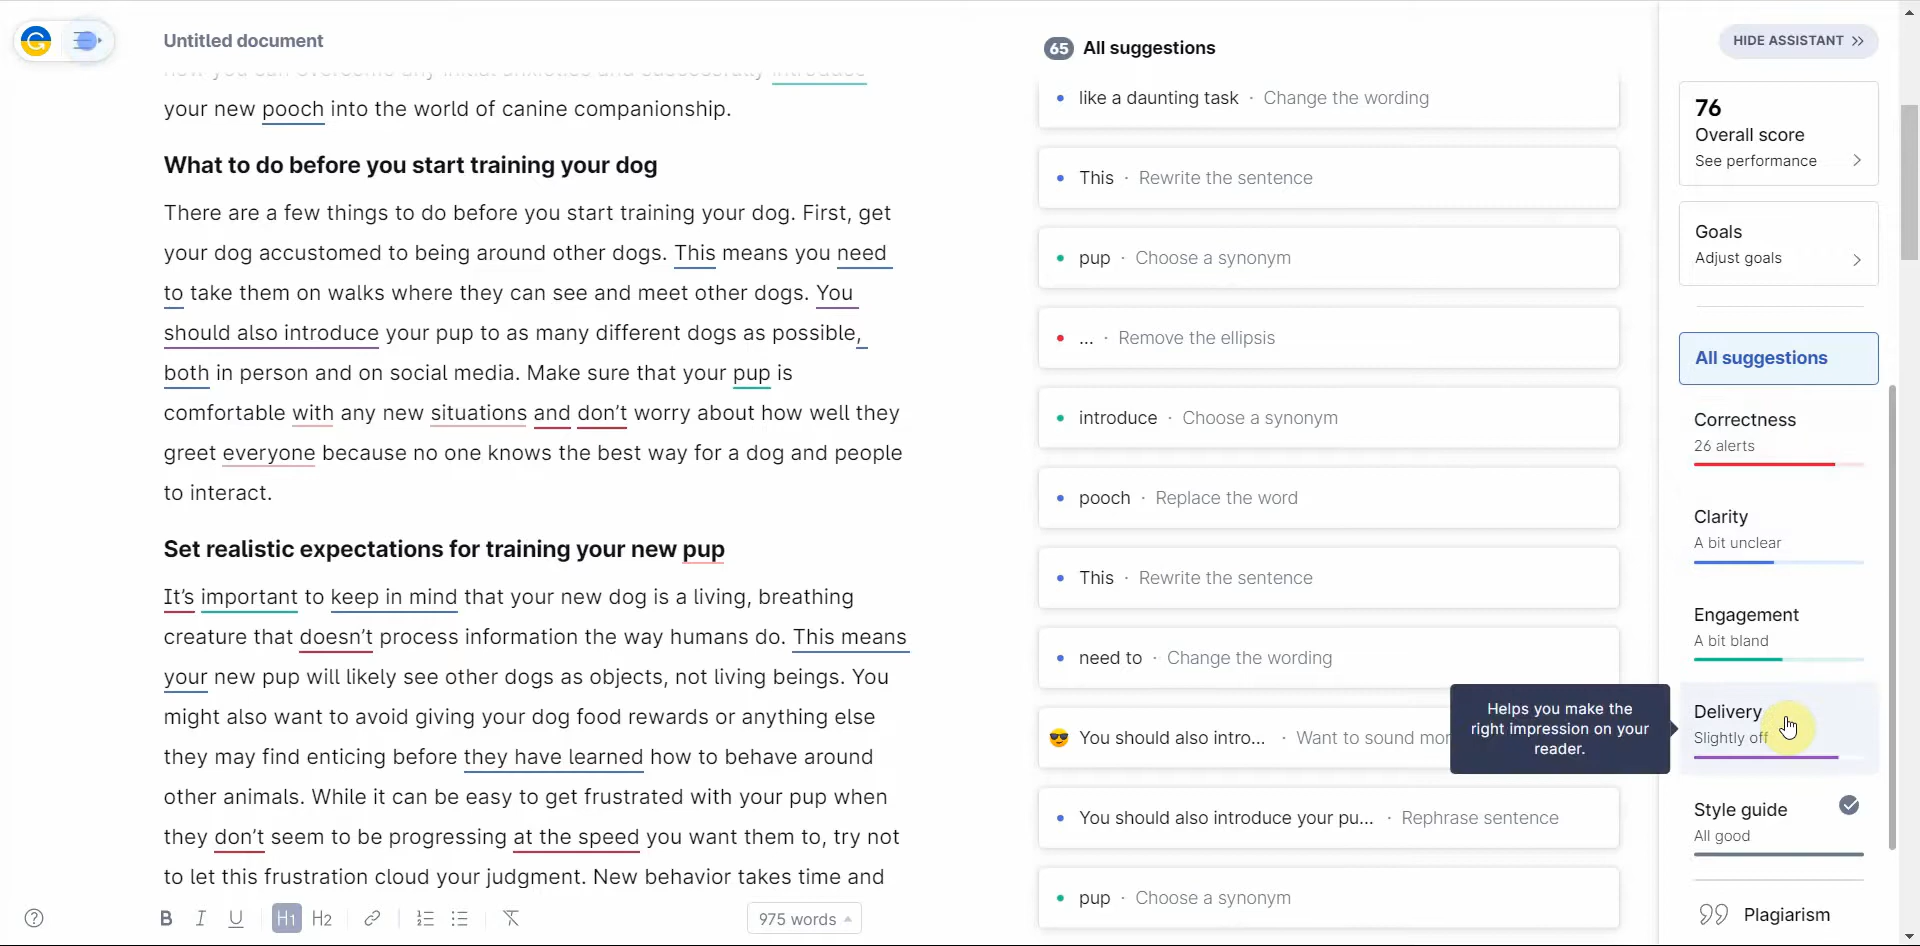 Untitled document
introduce
your new pooch into the world of canine companionship.
What to do before you start training your dog
There are a few things to do before you start training your dog. First, get
your dog accustomed to being around other dogs. This means you need
to take them on walks where they can see and meet other dogs. You
should also introduce your pup to as many different dogs as possible,
both in person and on social media. Make sure that your pup is
comfortable with any new situations and don't worry about how well they
greet everyone because no one knows the best way for a dog and people
to interact.
Set realistic expectations for training your new pup
It's important to keep in mind that your new dog is a living, breathing
creature that doesn't process information the way humans do. This means
your new pup will likely see other dogs as objects, not living beings. You
might also want to avoid giving your dog food rewards or anything else
they may find enticing before they have learned how to behave around
other animals. While it can be easy to get frustrated with your pup when
they don't seem to be progressing at the speed you want them to, try not
to let this frustration cloud your judgment. New behavior takes time and
B I U H1 H2
975 words
65 All suggestions
like a daunting task · Change the wording
This · Rewrite the sentence
pup · Choose a synonym
... · Remove the ellipsis
introduce · Choose a synonym
pooch · Replace the word
This · Rewrite the sentence
need to · Change the wording
You should also intro... · Want to sound mor
You should also introduce your pu... · Rephrase sentence
pup · Choose a synonym
Helps you make the
right impression on your
reader.
HIDE ASSISTANT
76
Overall score
See performance
Goals
Adjust goals
All suggestions
Correctness
26 alerts
Clarity
A bit unclear
Engagement
A bit bland
Delivery
Slightly off
Style guide
All good
Plagiarism